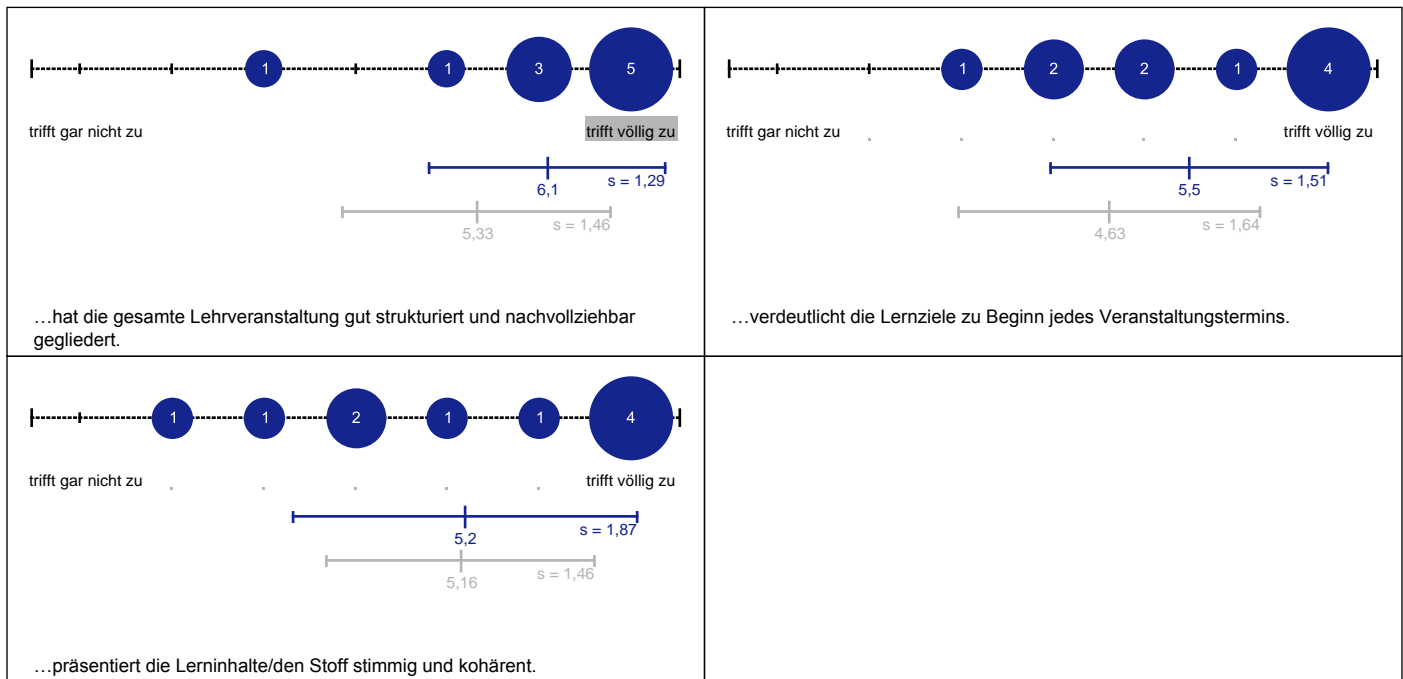 1 1 3 5
trifft gar nicht zu trifft völlig zu
s = 1,29
6,1
s = 1,46
5,33
…hat die gesamte Lehrveranstaltung gut strukturiert und nachvollziehbar
gegliedert.
1 2 2 1 4
trifft gar nicht zu trifft völlig zu
s = 1,51
5,5
s = 1,64
4,63
…verdeutlicht die Lernziele zu Beginn jedes Veranstaltungstermins.
1 1 2 1 1 4
trifft gar nicht zu trifft völlig zu
s = 1,87
5,2
s = 1,46
5,16
…präsentiert die Lerninhalte/den Stoff stimmig und kohärent.